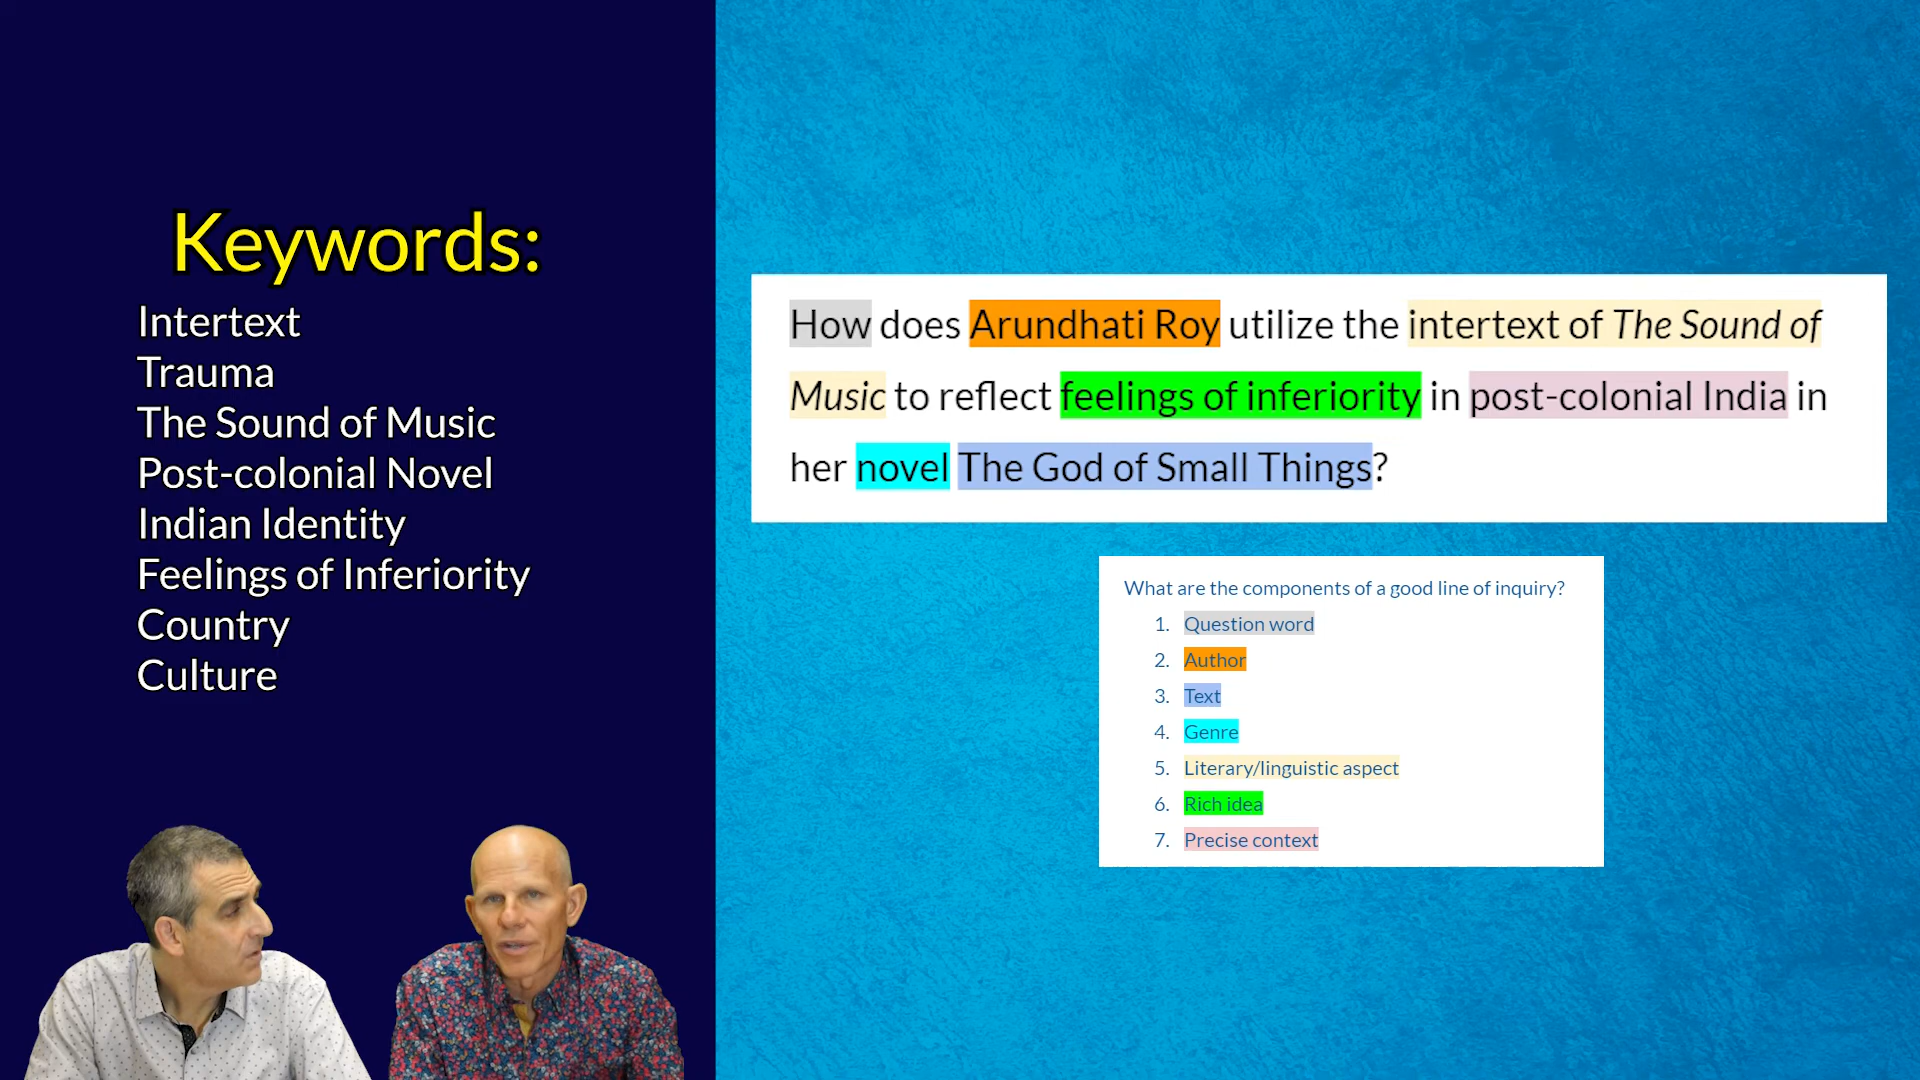 Keywords:
Intertext
Trauma
The Sound of Music
Post-colonial Novel
Indian Identity
Feelings of Inferiority
Country
Culture
How does Arundhati Roy utilize the intertext of The Sound of
Music to reflect feelings of inferiority in post-colonial India in
her novel The God of Small Things?
What are the components of a good line of inquiry?
1. Question word
2. Author
3. Text
4. Genre
5. Literary/linguistic aspect
6. Rich idea
7. Precise context